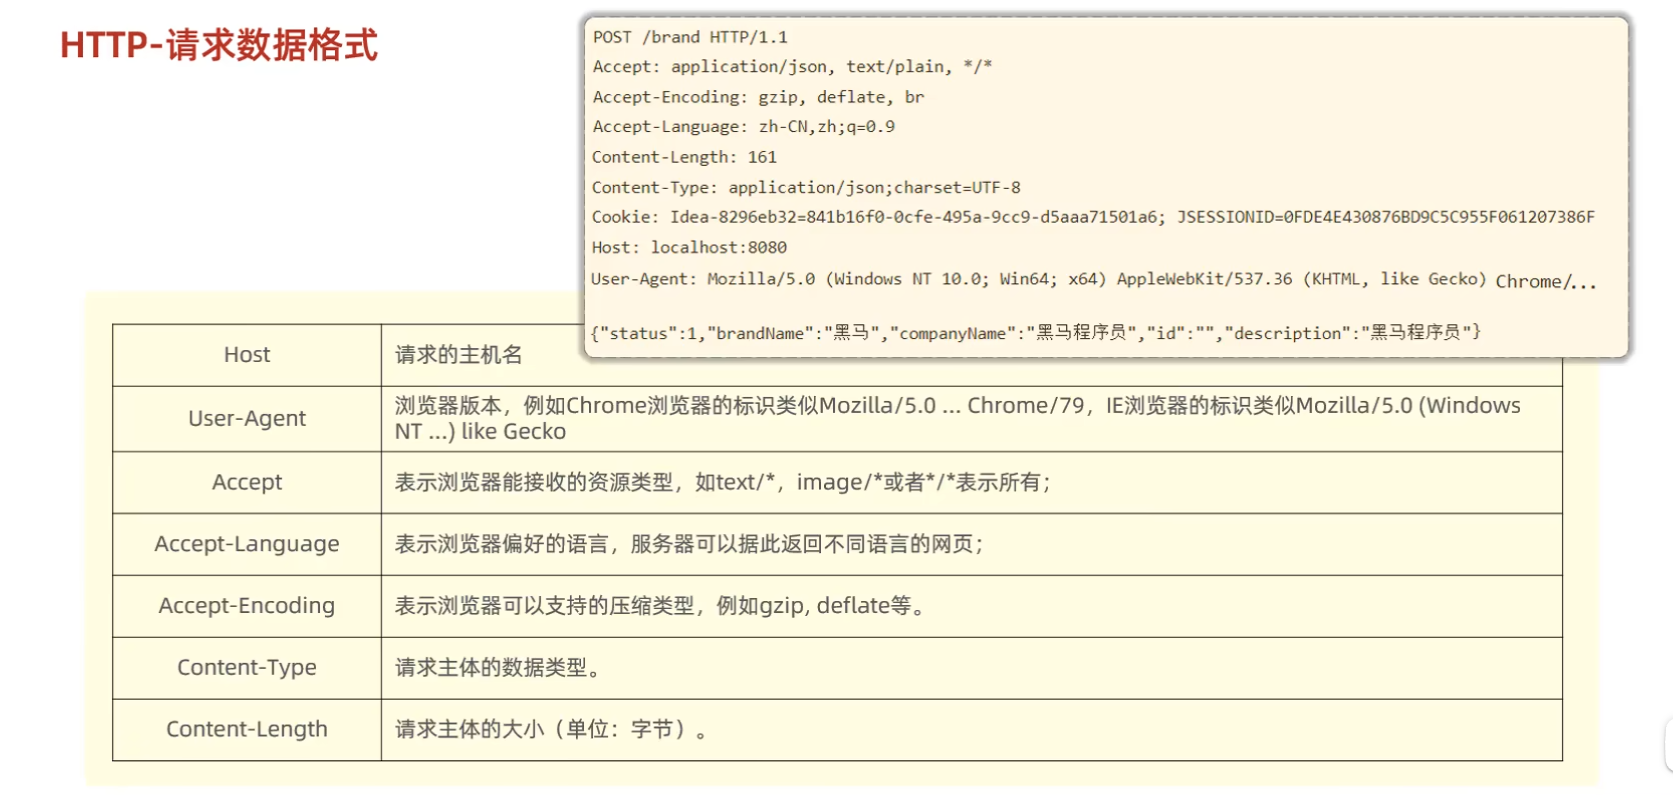 HTTP-请求数据格式
POST /brand HTTP/1.1
Accept: application/json, text/plain, */*
Accept-Encoding: gzip, deflate, br
Accept-Language: zh-CN,zh;q=0.9
Content-Length: 161
Content-Type: application/json;charset=UTF-8
Cookie: Idea-8296eb32=841b16f0-0cfe-495a-9cc9-d5aaa71501a6; JSESSIONID=0FDE4E430876BD9C5C955F061207386F
Host: localhost:8080
User-Agent: Mozilla/5.0 (Windows NT 10.0; Win64; x64) AppleWebKit/537.36 (KHTML, like Gecko) Chrome/...
{"status":1,"brandName":"黑马","companyName":"黑马程序员","id":"","description":"黑马程序员"}
Host 请求的主机名
User-Agent 浏览器版本，例如Chrome浏览器的标识类似Mozilla/5.0 ... Chrome/79，IE浏览器的标识类似Mozilla/5.0 (Windows
NT ...) like Gecko
Accept 表示浏览器能接收的资源类型，如text/*，image/*或者*/*表示所有；
Accept-Language 表示浏览器偏好的语言，服务器可以据此返回不同语言的网页；
Accept-Encoding 表示浏览器可以支持的压缩类型，例如gzip, deflate等。
Content-Type 请求主体的数据类型。
Content-Length 请求主体的大小（单位：字节）。